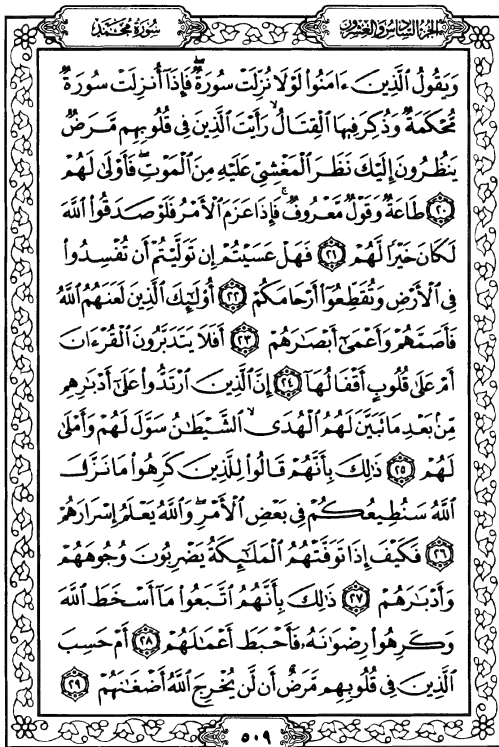 الجزء السادس والعشرون
سورة محمد
وَيَقُولُ ٱلَّذِينَ ءَامَنُوا۟ لَوْلَا نُزِّلَتْ سُورَةٌ ۖ فَإِذَآ أُنزِلَتْ سُورَةٌ
مُّحْكَمَةٌ وَذُكِرَ فِيهَا ٱلْقِتَالُ ۙ رَأَيْتَ ٱلَّذِينَ فِى قُلُوبِهِم مَّرَضٌ
يَنظُرُونَ إِلَيْكَ نَظَرَ ٱلْمَغْشِىِّ عَلَيْهِ مِنَ ٱلْمَوْتِ ۖ فَأَوْلَىٰ لَهُمْ
٢٠ طَاعَةٌ وَقَوْلٌ مَّعْرُوفٌ ۚ فَإِذَا عَزَمَ ٱلْأَمْرُ فَلَوْ صَدَقُوا۟ ٱللَّهَ
لَكَانَ خَيْرًا لَّهُمْ ٢١ فَهَلْ عَسَيْتُمْ إِن تَوَلَّيْتُمْ أَن تُفْسِدُوا۟
فِى ٱلْأَرْضِ وَتُقَطِّعُوٓا۟ أَرْحَامَكُمْ ٢٢ أُو۟لَٰٓئِكَ ٱلَّذِينَ لَعَنَهُمُ ٱللَّهُ
فَأَصَمَّهُمْ وَأَعْمَىٰٓ أَبْصَٰرَهُمْ ٢٣ أَفَلَا يَتَدَبَّرُونَ ٱلْقُرْءَانَ
أَمْ عَلَىٰ قُلُوبٍ أَقْفَالُهَآ ٢٤ إِنَّ ٱلَّذِينَ ٱرْتَدُّوا۟ عَلَىٰٓ أَدْبَٰرِهِم
مِّنۢ بَعْدِ مَا تَبَيَّنَ لَهُمُ ٱلْهُدَى ۙ ٱلشَّيْطَٰنُ سَوَّلَ لَهُمْ وَأَمْلَىٰ
لَهُمْ ٢٥ ذَٰلِكَ بِأَنَّهُمْ قَالُوا۟ لِلَّذِينَ كَرِهُوا۟ مَا نَزَّلَ
ٱللَّهُ سَنُطِيعُكُمْ فِى بَعْضِ ٱلْأَمْرِ ۖ وَٱللَّهُ يَعْلَمُ إِسْرَارَهُمْ
٢٦ فَكَيْفَ إِذَا تَوَفَّتْهُمُ ٱلْمَلَٰٓئِكَةُ يَضْرِبُونَ وُجُوهَهُمْ
وَأَدْبَٰرَهُمْ ٢٧ ذَٰلِكَ بِأَنَّهُمُ ٱتَّبَعُوا۟ مَآ أَسْخَطَ ٱللَّهَ
وَكَرِهُوا۟ رِضْوَٰنَهُۥ فَأَحْبَطَ أَعْمَٰلَهُمْ ٢٨ أَمْ حَسِبَ
ٱلَّذِينَ فِى قُلُوبِهِم مَّرَضٌ أَن لَّن يُخْرِجَ ٱللَّهُ أَضْغَٰنَهُمْ ٢٩
٥٠٩